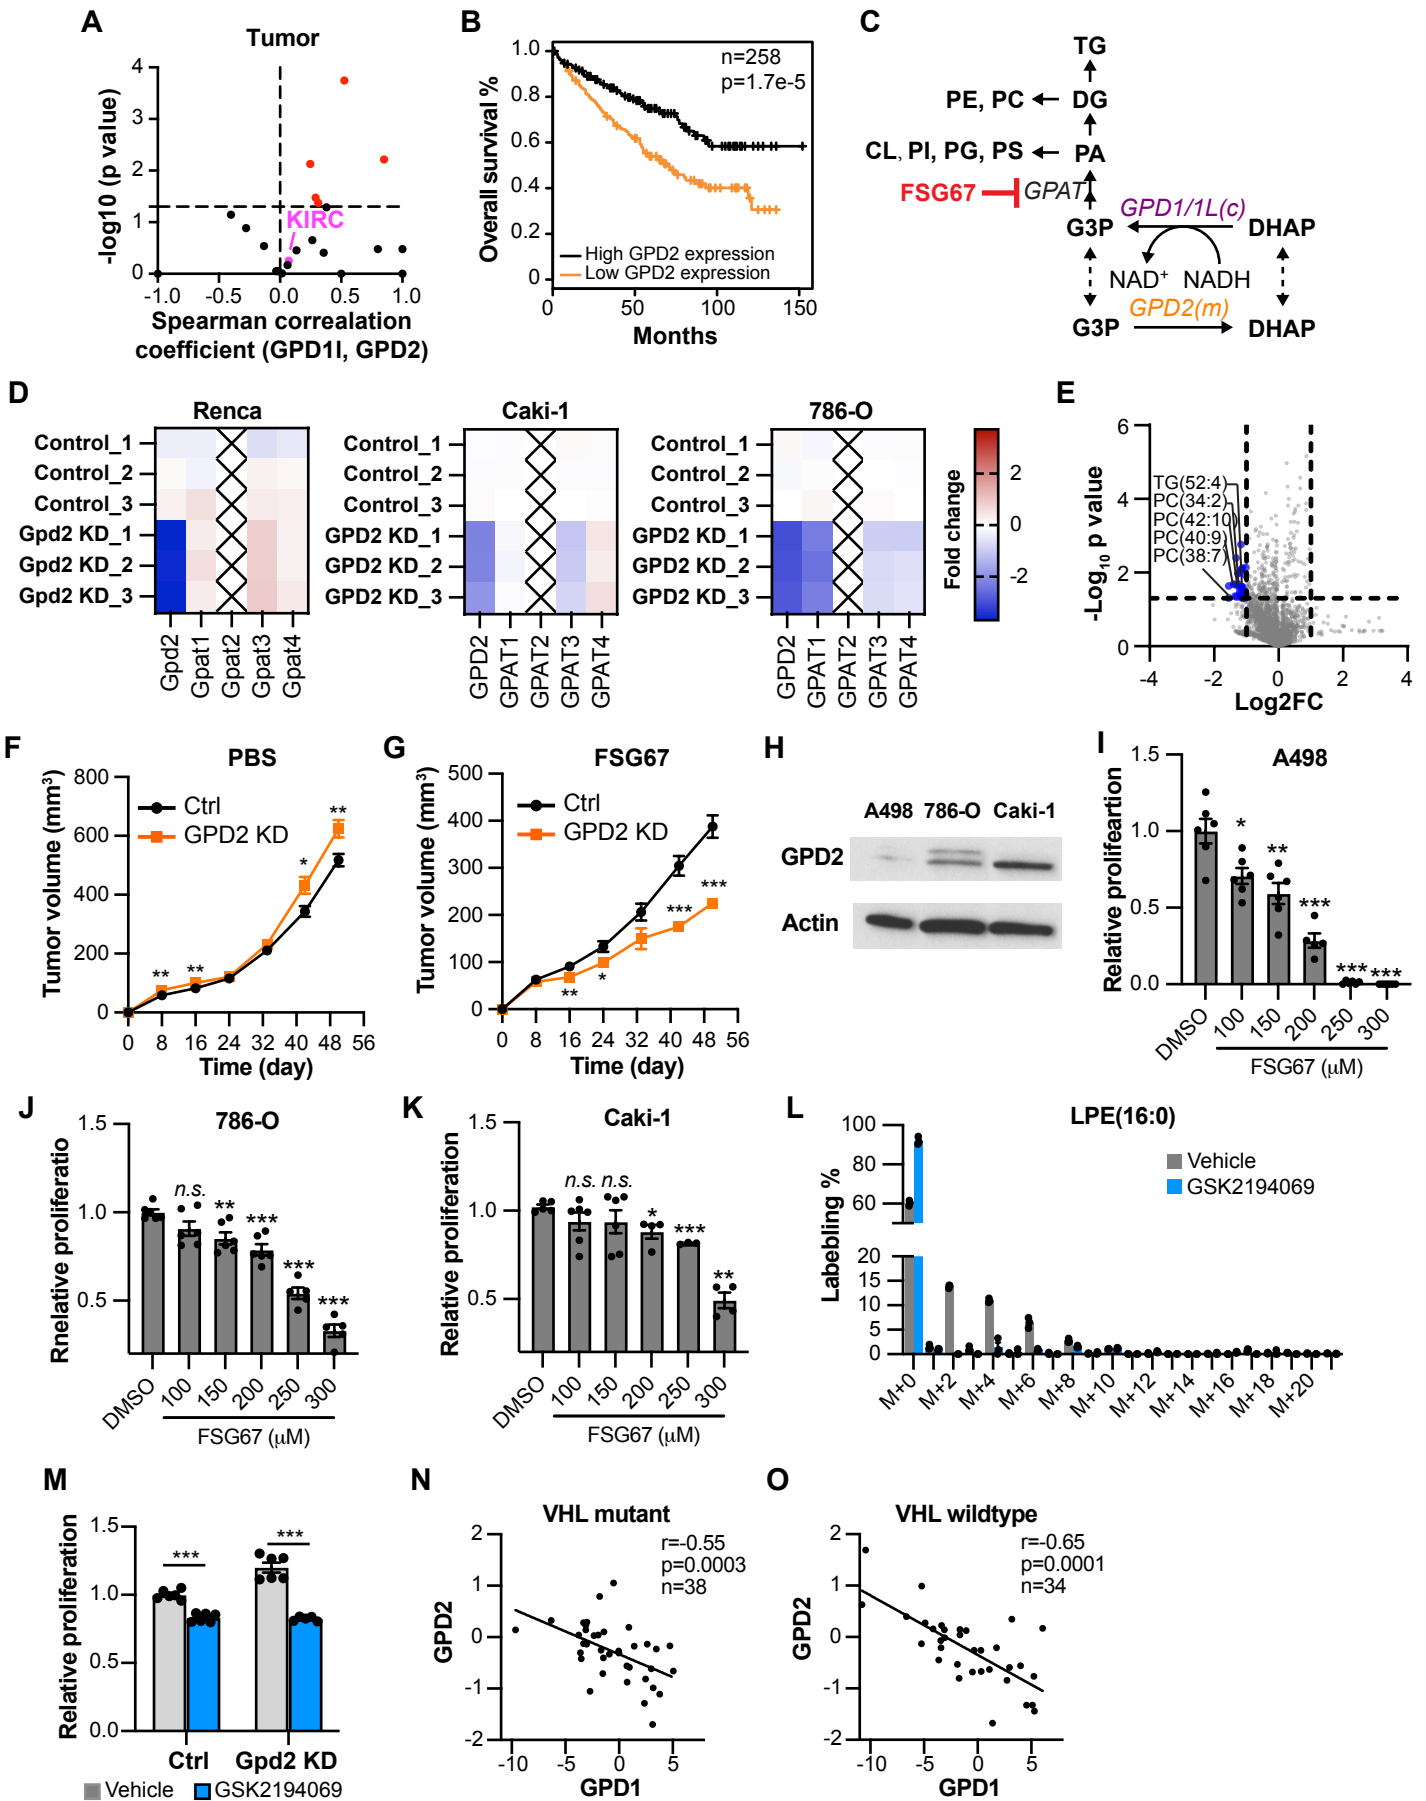 A
Tumor
-log10 (p value)
4
3
2
1
0
KIRC
-1.0
-0.5
0.0
0.5
1.0
Spearman correalation
coefficient (GPD1l, GPD2)
B
Overall survival %
1.0
0.8
0.6
0.4
0.2
0
n=258
p=1.7e-5
High GPD2 expression
Low GPD2 expression
0
50
100
150
Months
C
TG
PE, PC
DG
CL, PI, PG, PS
PA
FSG67
GPAT
GPD1/1L(c)
G3P
DHAP
NAD+
NADH
GPD2(m)
G3P
DHAP
D
Renca
Control_1
Control_2
Control_3
Gpd2 KD_1
Gpd2 KD_2
Gpd2 KD_3
Gpd2
Gpat1
Gpat2
Gpat3
Gpat4
Caki-1
Control_1
Control_2
Control_3
GPD2 KD_1
GPD2 KD_2
GPD2 KD_3
GPD2
GPAT1
GPAT2
GPAT3
GPAT4
786-O
Control_1
Control_2
Control_3
GPD2 KD_1
GPD2 KD_2
GPD2 KD_3
GPD2
GPAT1
GPAT2
GPAT3
GPAT4
Fold change
2
0
-2
E
-Log10 p value
6
4
2
0
TG(52:4)
PC(34:2)
PC(42:10)
PC(40:9)
PC(38:7)
-4
-2
0
2
4
Log2FC
F
PBS
Tumor volume (mm3)
800
600
400
200
0
Ctrl
GPD2 KD
**
**
*
**
0
8
16
24
32
40
48
56
Time (day)
G
FSG67
Tumor volume (mm3)
500
400
300
200
100
0
Ctrl
GPD2 KD
**
*
***
***
0
8
16
24
32
40
48
56
Time (day)
H
A498
786-O
Caki-1
GPD2
Actin
I
A498
Relative prolifeartion
1.5
1.0
0.5
0.0
*
**
***
***
***
DMSO
100
150
200
250
300
FSG67 (μM)
J
786-O
Rnelative proliferatio
1.5
1.0
0.5
n.s.
**
***
***
***
DMSO
100
150
200
250
300
FSG67 (μM)
K
Caki-1
Relative proliferation
1.5
1.0
0.5
n.s.
n.s.
*
***
**
DMSO
100
150
200
250
300
FSG67 (μM)
L
LPE(16:0)
Labebling %
100
80
60
20
15
10
5
0
Vehicle
GSK2194069
M+0
M+2
M+4
M+6
M+8
M+10
M+12
M+14
M+16
M+18
M+20
M
Relative proliferation
1.5
1.0
0.5
0.0
***
***
Ctrl
Gpd2 KD
Vehicle
GSK2194069
N
VHL mutant
GPD2
2
1
0
-1
-2
r=-0.55
p=0.0003
n=38
-10
-5
0
5
GPD1
O
VHL wildtype
GPD2
2
1
0
-1
-2
r=-0.65
p=0.0001
n=34
-10
-5
0
5
GPD1